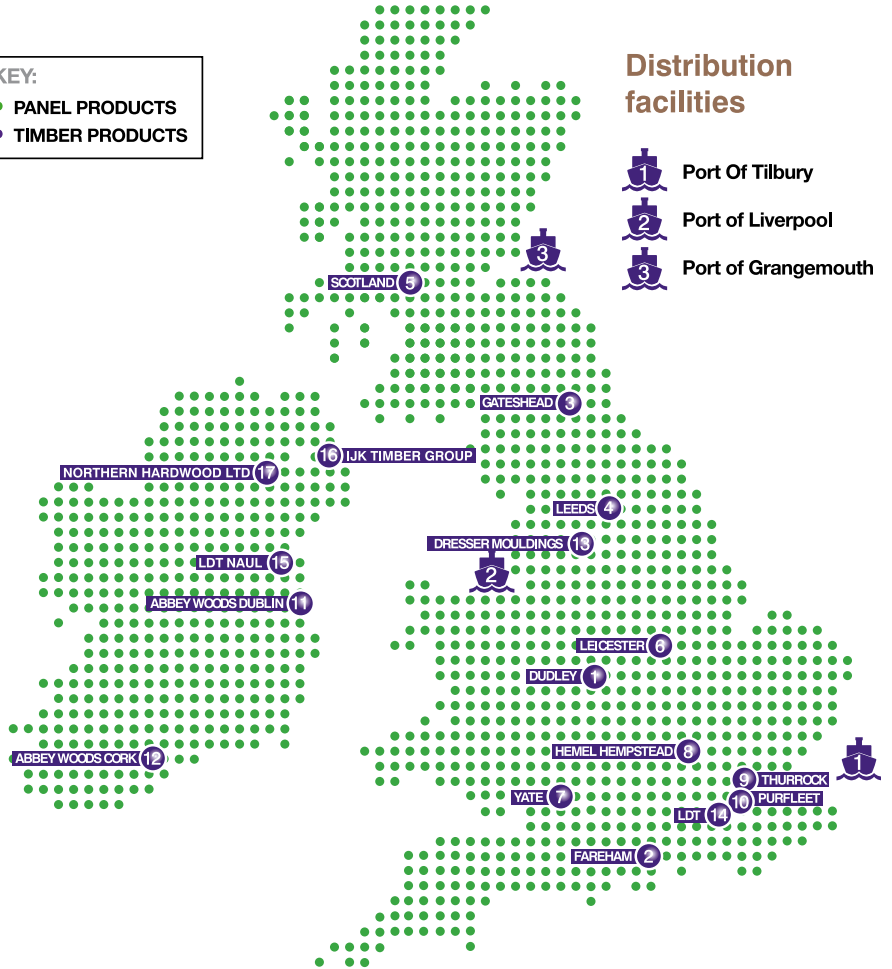 KEY:
PANEL PRODUCTS
TIMBER PRODUCTS
Distribution
facilities
1 Port Of Tilbury
2 Port of Liverpool
3 Port of Grangemouth
3
SCOTLAND 5
GATESHEAD 3
16 IJK TIMBER GROUP
NORTHERN HARDWOOD LTD 17
LEEDS 4
DRESSER MOULDINGS 13
2
LDT NAUL 15
ABBEY WOODS DUBLIN 11
LEICESTER 6
DUDLEY 1
HEMEL HEMPSTEAD 8
ABBEY WOODS CORK 12
1
9 THURROCK
YATE 7
10 PURFLEET
LDT 14
FAREHAM 2